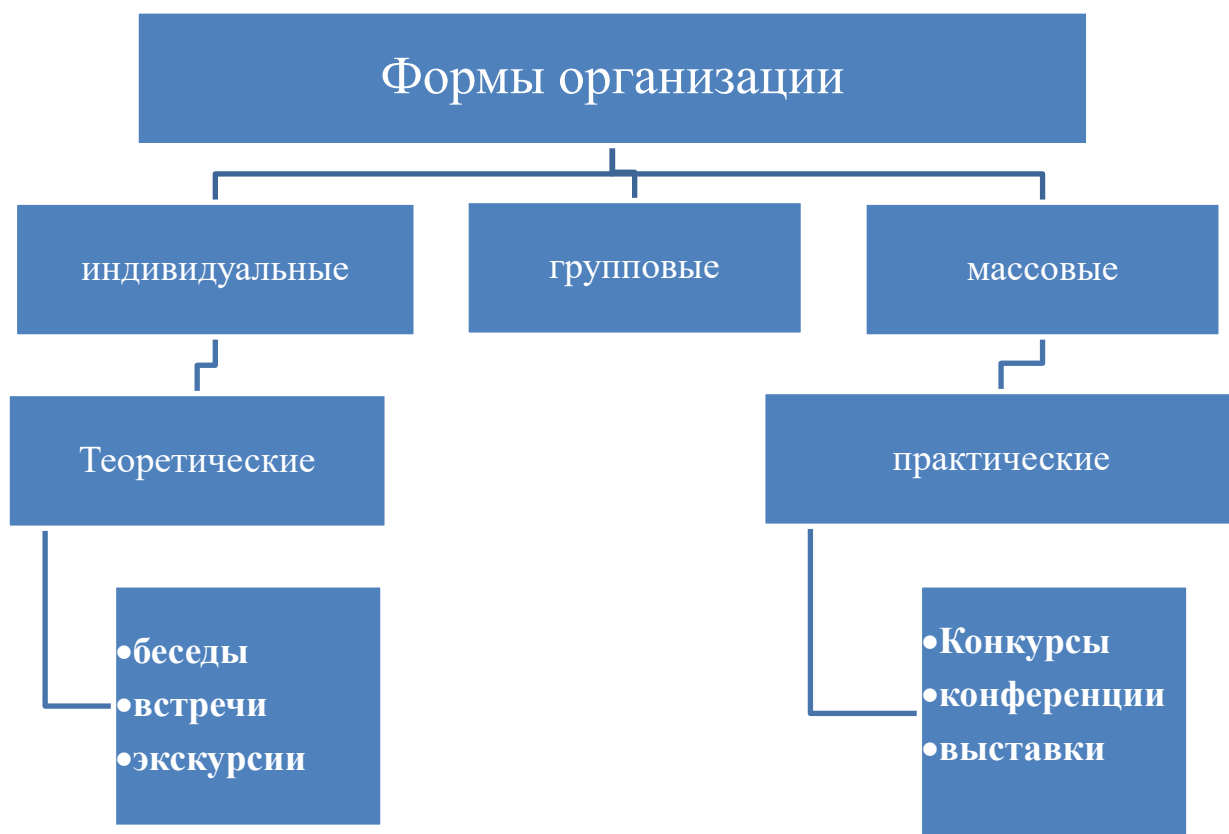 Формы организации
индивидуальные
групповые
массовые
Теоретические
практические
•беседы
•встречи
•экскурсии
•Конкурсы
•конференции
•выставки